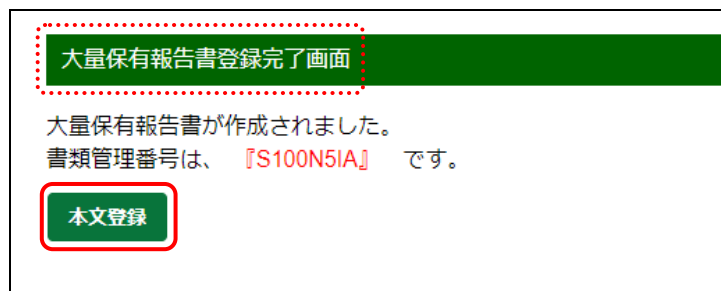 大量保有報告書登録完了画面
大量保有報告書が作成されました。
書類管理番号は、 『S100N5IA』 です。
本文登録